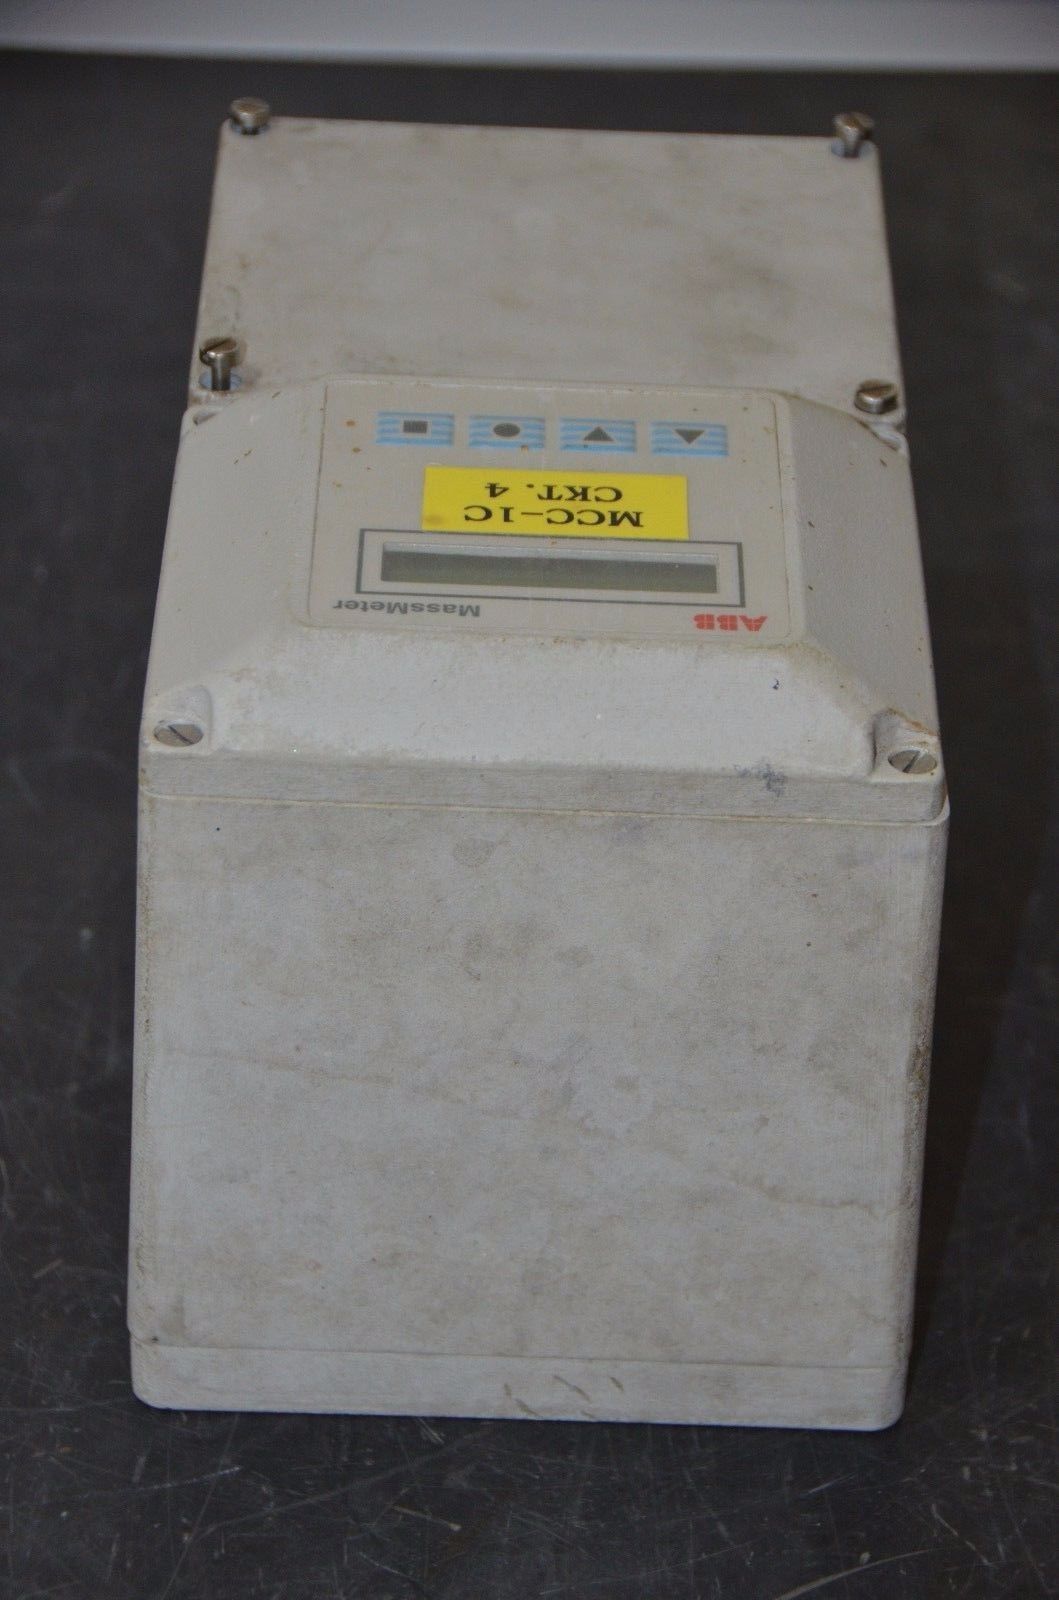 ABB
MassMeter
MCC-1C
CKT. 4